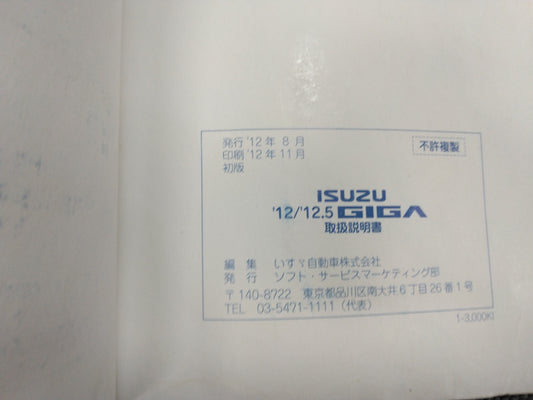 発行 '12年 8月
不許複製
印刷 '12年 11月
初版
ISUZU
'12/'12.5 GIGA
取扱説明書
編 集 いすゞ自動車株式会社
発 行 ソフト・サービスマーケティング部
〒140-8722 東京都品川区南大井6丁目26番1号
TEL 03-5471-1111（代表）
1-3,000KI